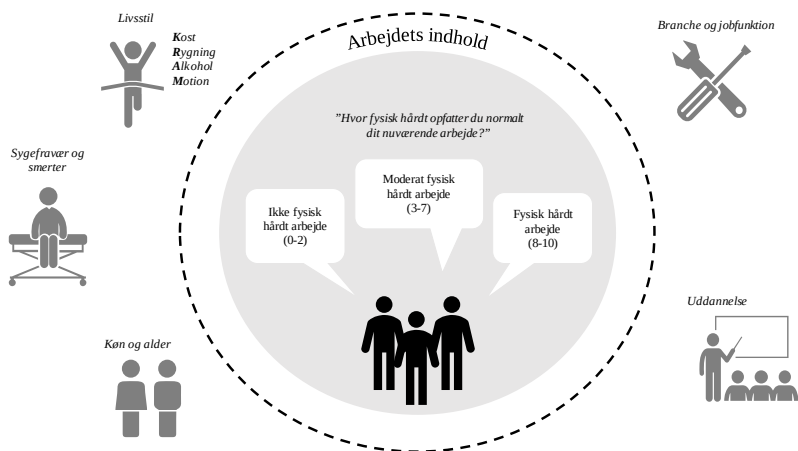 Livsstil
Kost
Rygning
Alkohol
Motion
Arbejdets indhold
Branche og jobfunktion
”Hvor fysisk hårdt opfatter du normalt
dit nuværende arbejde?”
Sygefravær og
smerter
Ikke fysisk
hårdt arbejde
(0-2)
Moderat fysisk
hårdt arbejde
(3-7)
Fysisk hårdt
arbejde
(8-10)
Køn og alder
Uddannelse